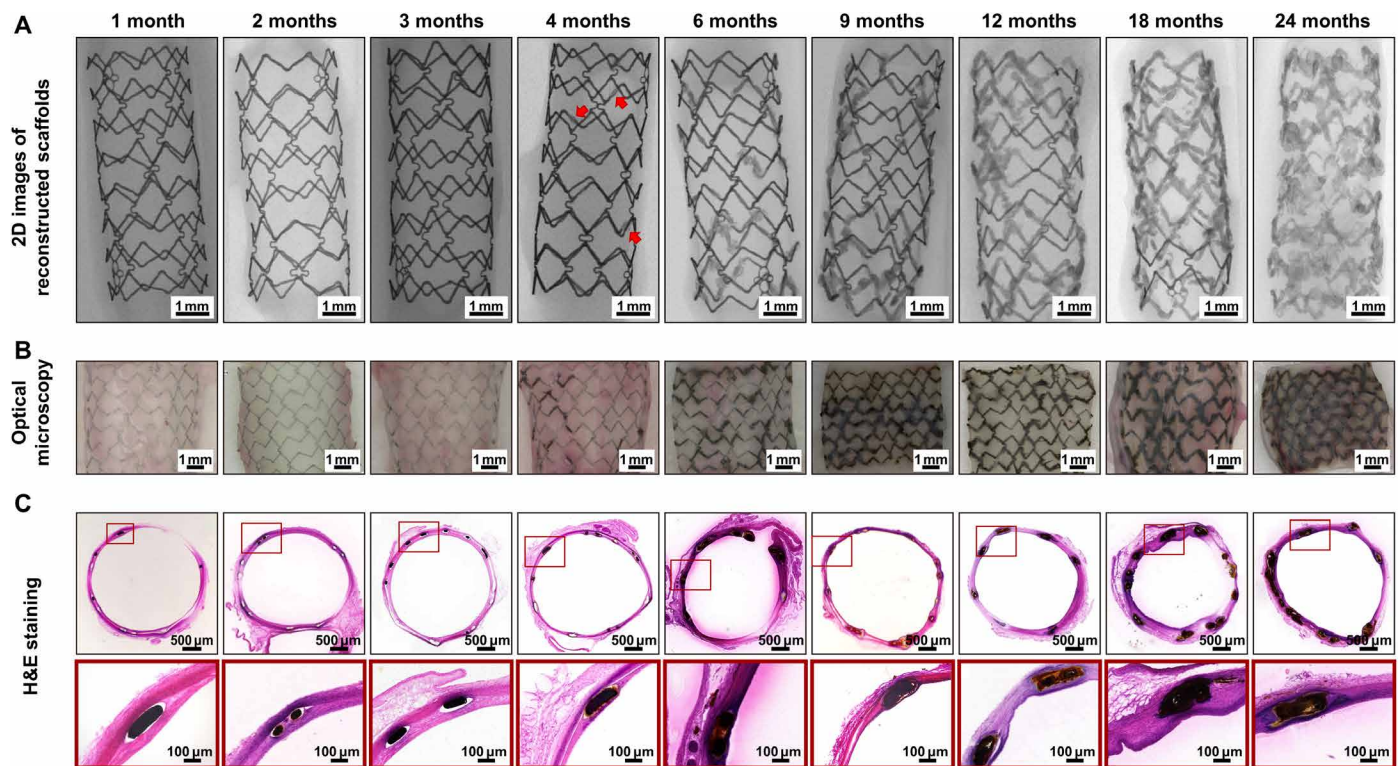 A
1 month
2 months
3 months
4 months
6 months
9 months
12 months
18 months
24 months
2D images of
reconstructed scaffolds
1 mm
1 mm
1 mm
1 mm
1 mm
1 mm
1 mm
1 mm
1 mm
B
Optical
microscopy
1 mm
1 mm
1 mm
1 mm
1 mm
1 mm
1 mm
1 mm
1 mm
C
H&E staining
500 μm
500 μm
500 μm
500 μm
500 μm
500 μm
500 μm
500 μm
500 μm
100 μm
100 μm
100 μm
100 μm
100 μm
100 μm
100 μm
100 μm
100 μm